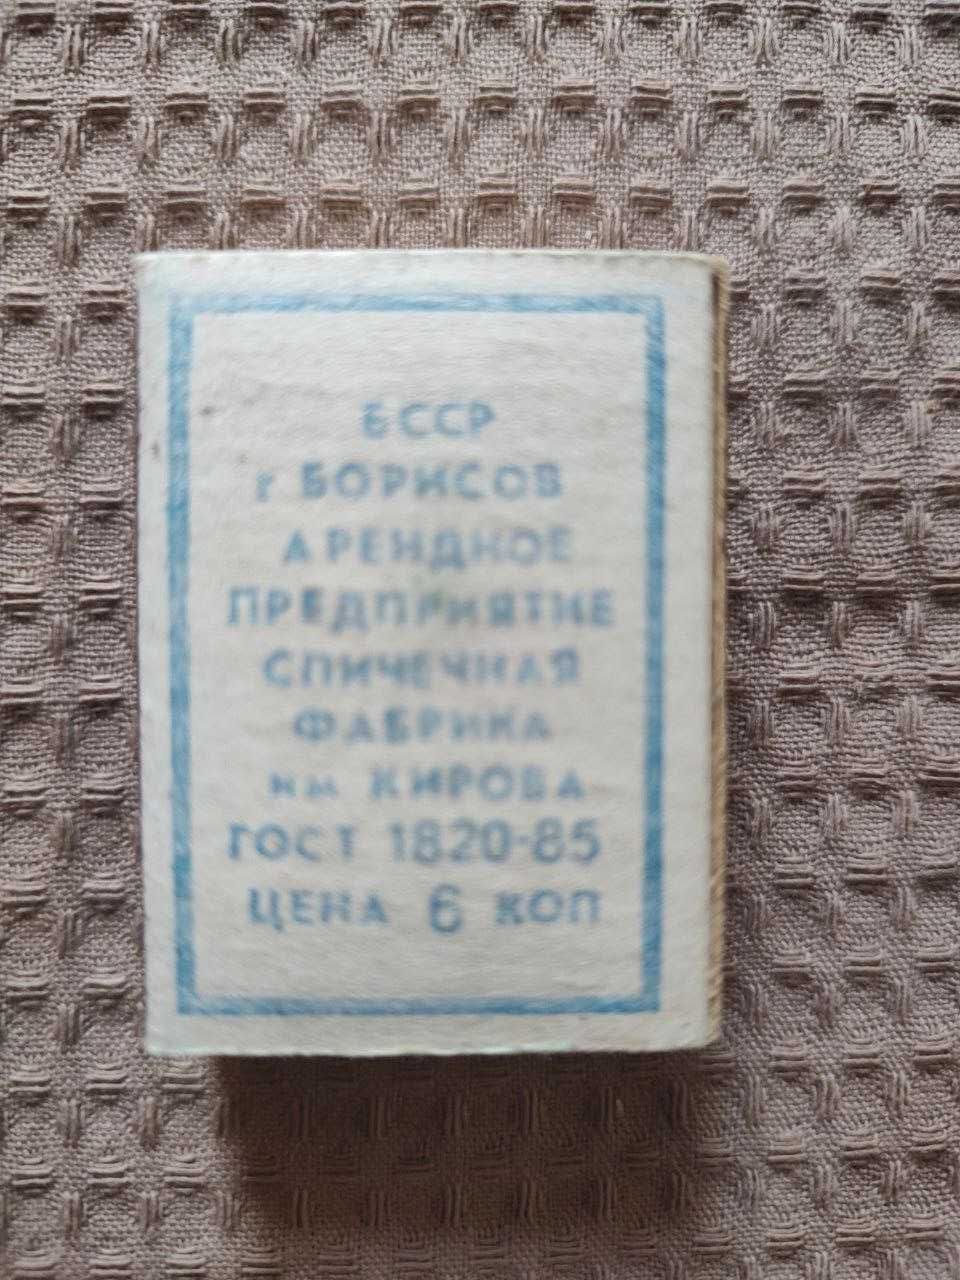 БССР
г БОРИСОВ
АРЕНДНОЕ
ПРЕДПРИЯТИЕ
СПИЧЕЧНАЯ
ФАБРИКА
им КИРОВА
ГОСТ 1820-85
ЦЕНА 6 КОП